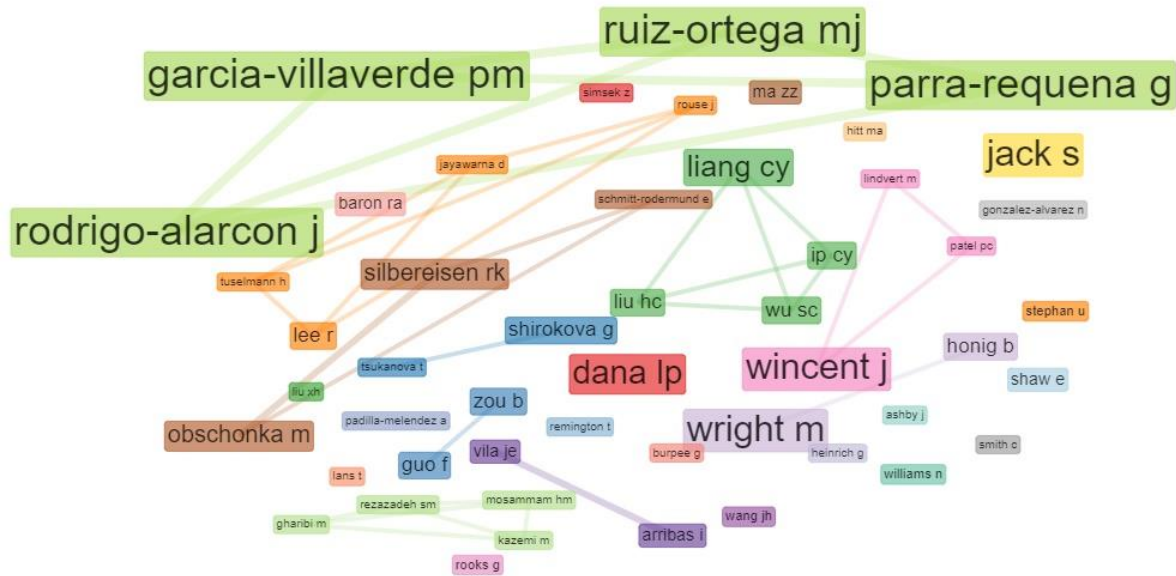 ruiz-ortega mj
garcia-villaverde pm
parra-requena g
simsek z
ma zz
rouse j
hitt ma
jack s
jayawarna d
liang cy
lindvert m
baron ra
schmitt-rodermund e
gonzalez-alvarez n
rodrigo-alarcon j
patel pc
ip cy
silbereisen rk
tuselmann h
liu hc
wu sc
stephan u
lee r
shirokova g
honig b
tsukanova t
dana lp
wincent j
shaw e
liu xh
zou b
padilla-melendez a
remington t
ashby j
obschonka m
wright m
smith c
vila je
burpee g
heinrich g
guo f
lans t
williams n
rezazadeh sm
mosammam hm
gharibi m
wang jh
kazemi m
arribas i
rooks g